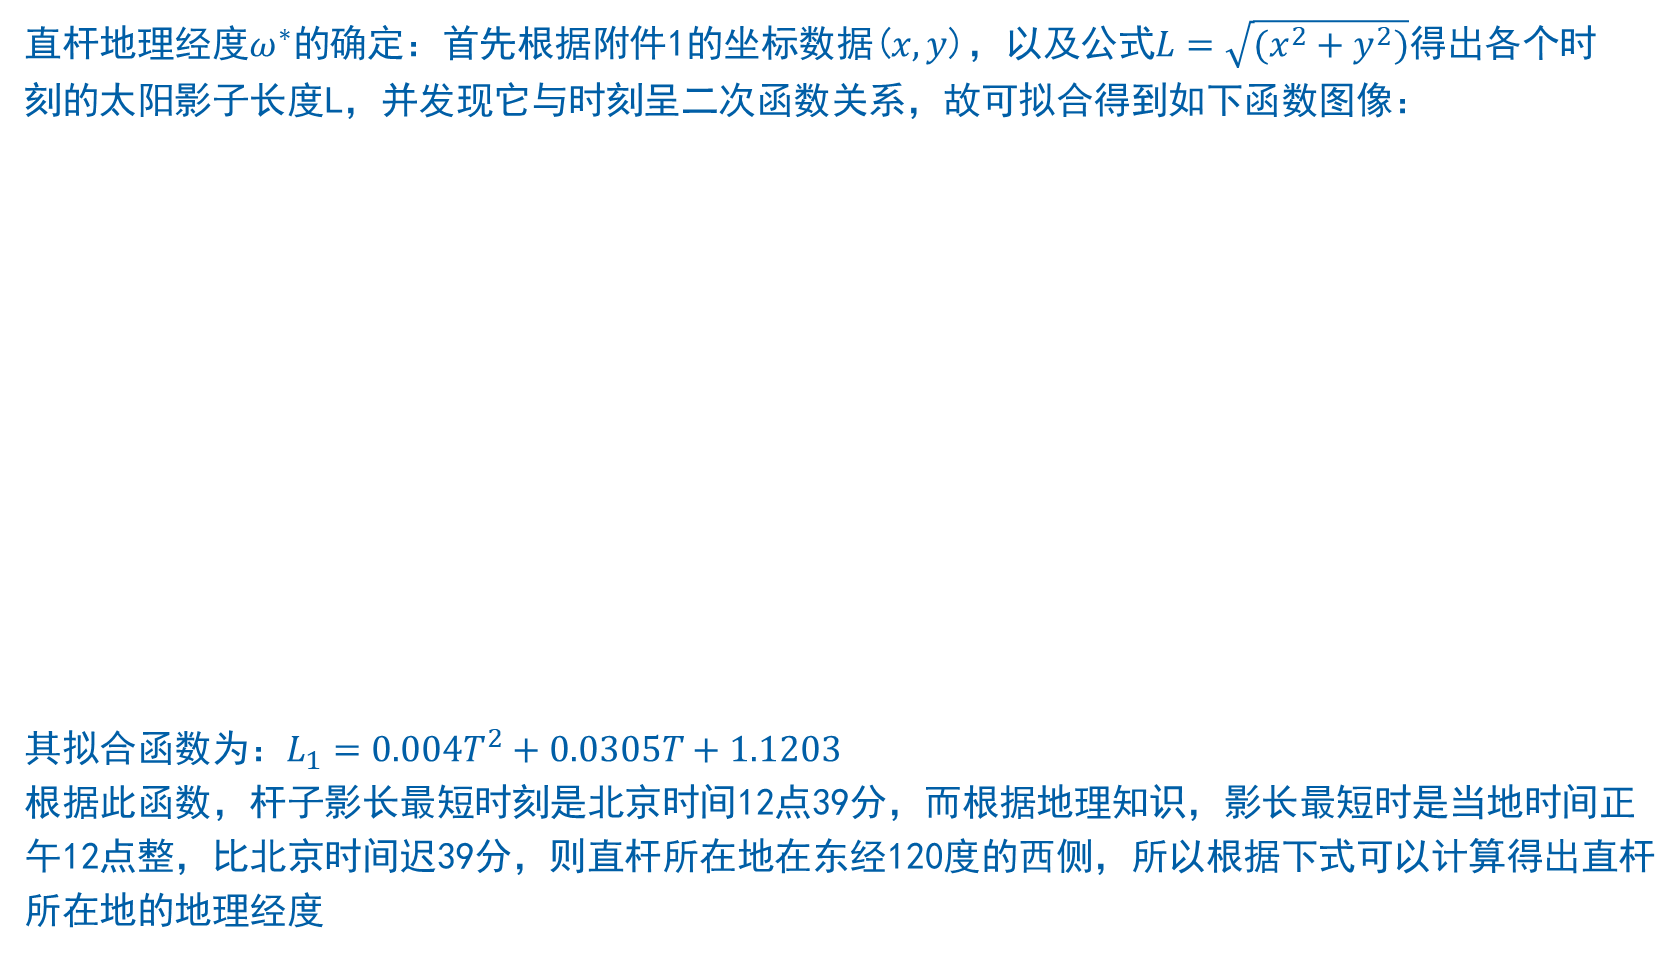 直杆地理经度ω*的确定：首先根据附件1的坐标数据(x,y)，以及公式L = √(x² + y²)得出各个时
刻的太阳影子长度L，并发现它与时刻呈二次函数关系，故可拟合得到如下函数图像：
其拟合函数为：L₁ = 0.004T² + 0.0305T + 1.1203
根据此函数，杆子影长最短时刻是北京时间12点39分，而根据地理知识，影长最短时是当地时间正
午12点整，比北京时间迟39分，则直杆所在地在东经120度的西侧，所以根据下式可以计算得出直杆
所在地的地理经度